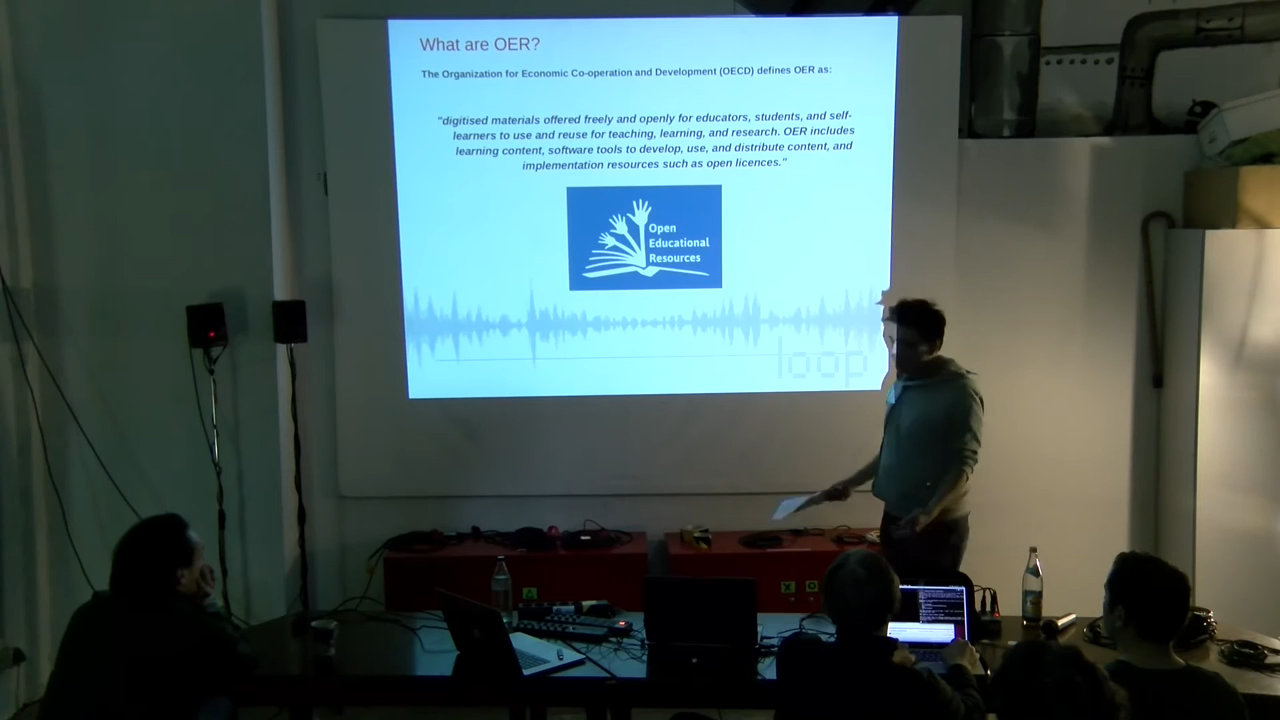 What are OER?
The Organization for Economic Co-operation and Development (OECD) defines OER as:
"digitised materials offered freely and openly for educators, students, and self-
learners to use and reuse for teaching, learning, and research. OER includes
learning content, software tools to develop, use, and distribute content, and
implementation resources such as open licences."
Open
Educational
Resources
loop